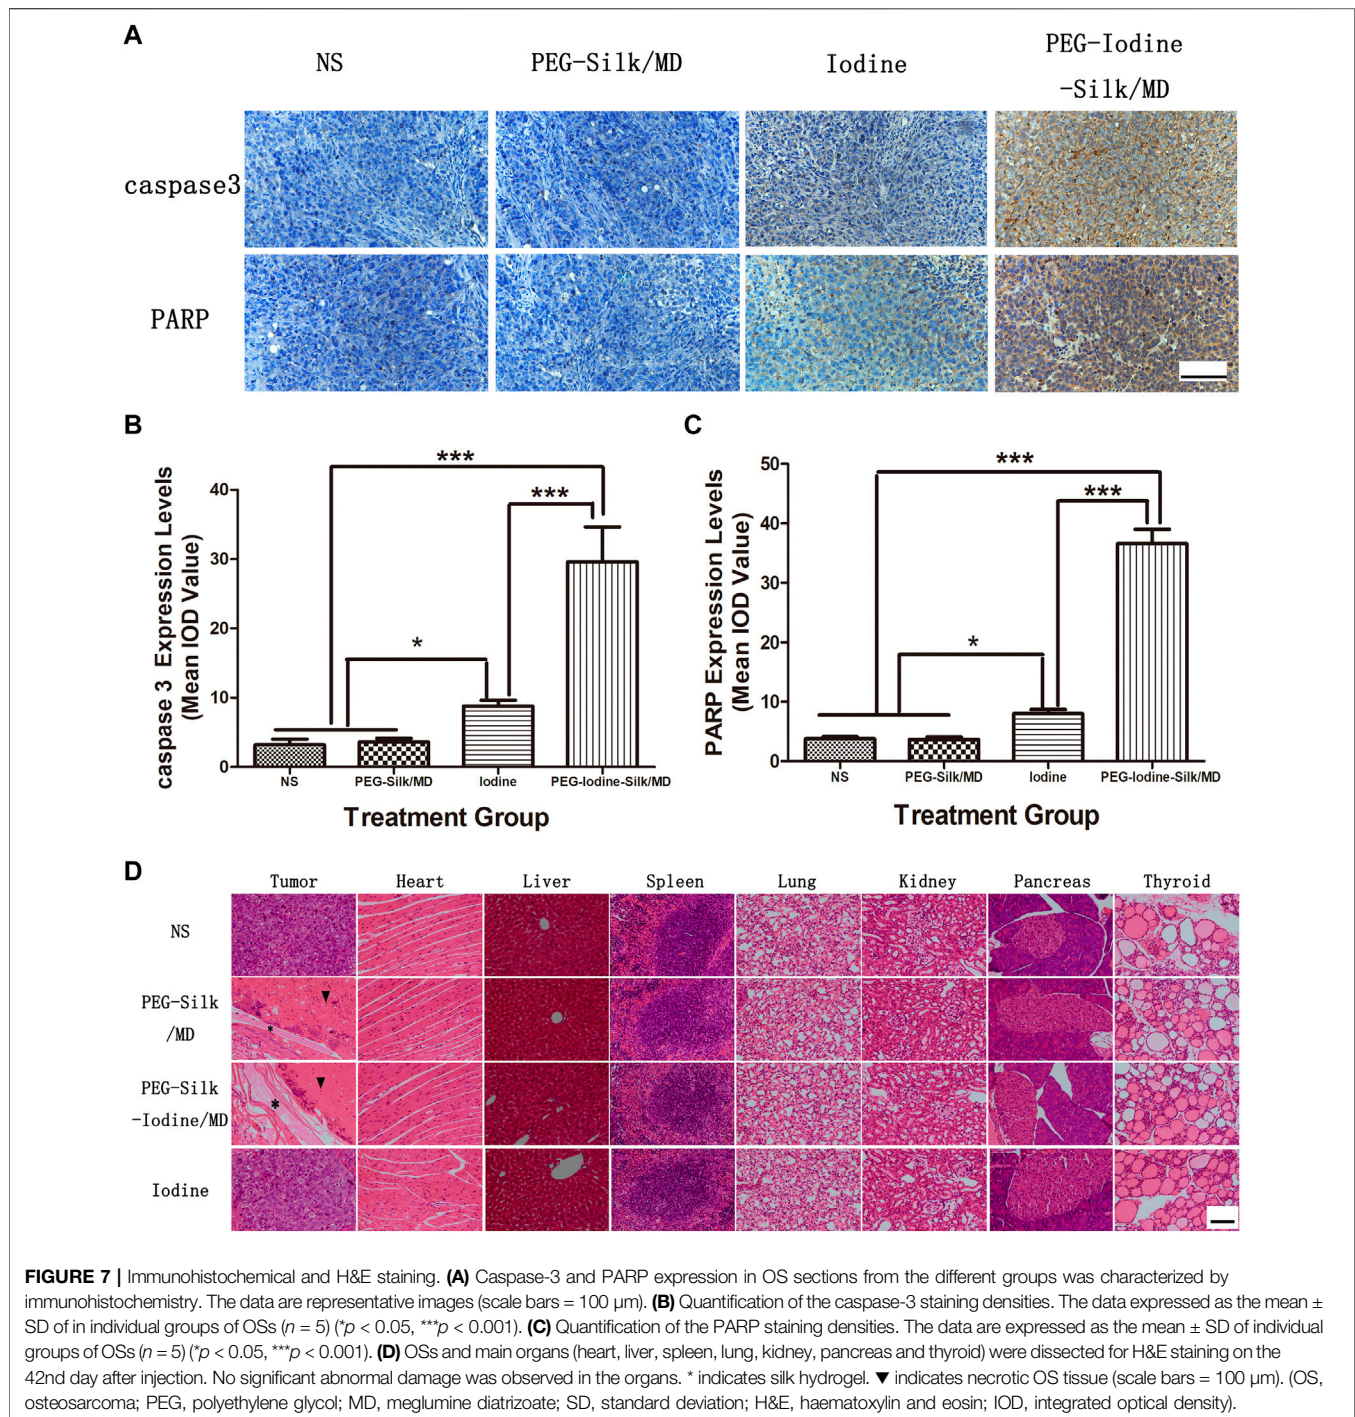 A
NS
PEG-Silk/MD
Iodine
PEG-Iodine
-Silk/MD
caspase3
PARP
B
caspase 3 Expression Levels
(Mean IOD Value)
40
30
20
10
0
***
***
*
NS
PEG-Silk/MD
Iodine
PEG-Iodine-Silk/MD
Treatment Group
C
PARP Expression Levels
(Mean IOD Value)
50
40
30
20
10
0
***
***
*
NS
PEG-Silk/MD
Iodine
PEG-Iodine-Silk/MD
Treatment Group
D
Tumor Heart Liver Spleen Lung Kidney Pancreas Thyroid
NS
PEG-Silk
/MD
▼
*
PEG-Silk
-Iodine/MD
▼
*
Iodine
FIGURE 7 | Immunohistochemical and H&E staining. (A) Caspase-3 and PARP expression in OS sections from the different groups was characterized by
immunohistochemistry. The data are representative images (scale bars = 100 µm). (B) Quantification of the caspase-3 staining densities. The data expressed as the mean ±
SD of in individual groups of OSs (n = 5) (*p < 0.05, ***p < 0.001). (C) Quantification of the PARP staining densities. The data are expressed as the mean ± SD of individual
groups of OSs (n = 5) (*p < 0.05, ***p < 0.001). (D) OSs and main organs (heart, liver, spleen, lung, kidney, pancreas and thyroid) were dissected for H&E staining on the
42nd day after injection. No significant abnormal damage was observed in the organs. * indicates silk hydrogel. ▼ indicates necrotic OS tissue (scale bars = 100 µm). (OS,
osteosarcoma; PEG, polyethylene glycol; MD, meglumine diatrizoate; SD, standard deviation; H&E, haematoxylin and eosin; IOD, integrated optical density).